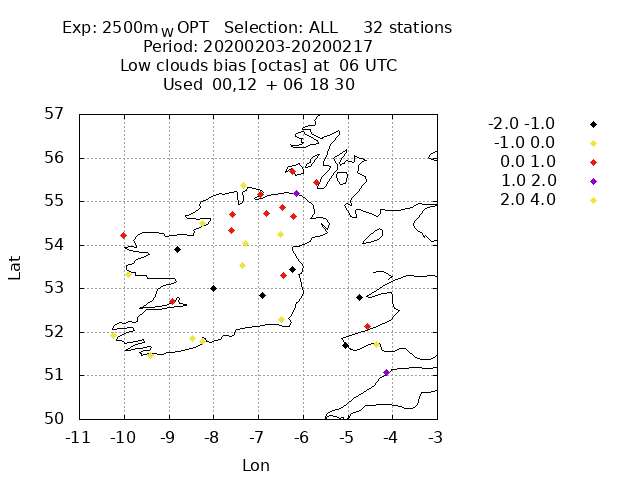 Exp: 2500m W OPT Selection: ALL 32 stations
Period: 20200203-20200217
Low clouds bias [octas] at 06 UTC
Used 00,12 + 06 18 30
-2.0 -1.0
-1.0 0.0
0.0 1.0
1.0 2.0
2.0 4.0
57
56
55
54
53
52
51
50
Lat
-11 -10 -9 -8 -7 -6 -5 -4 -3
Lon